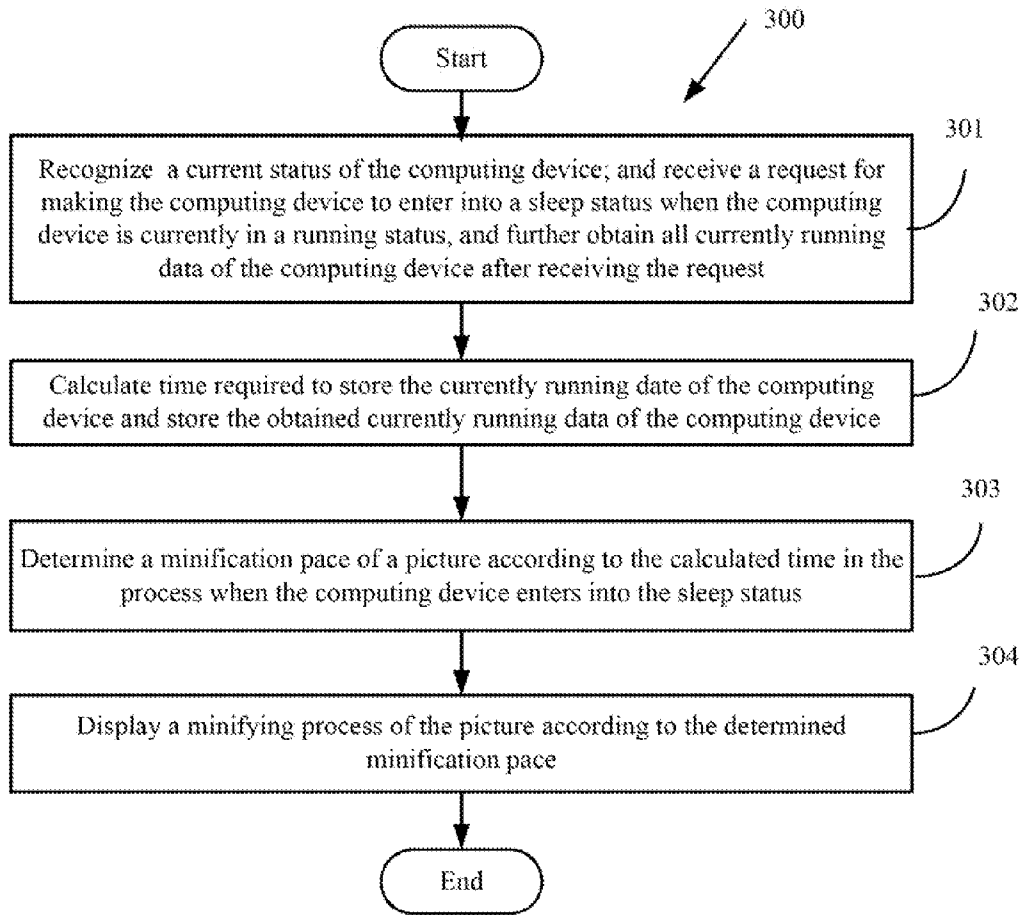 300
Start
301
Recognize a current status of the computing device; and receive a request for
making the computing device to enter into a sleep status when the computing
device is currently in a running status, and further obtain all currently running
data of the computing device after receiving the request
302
Calculate time required to store the currently running date of the computing
device and store the obtained currently running data of the computing device
303
Determine a minification pace of a picture according to the calculated time in the
process when the computing device enters into the sleep status
304
Display a minifying process of the picture according to the determined
minification pace
End